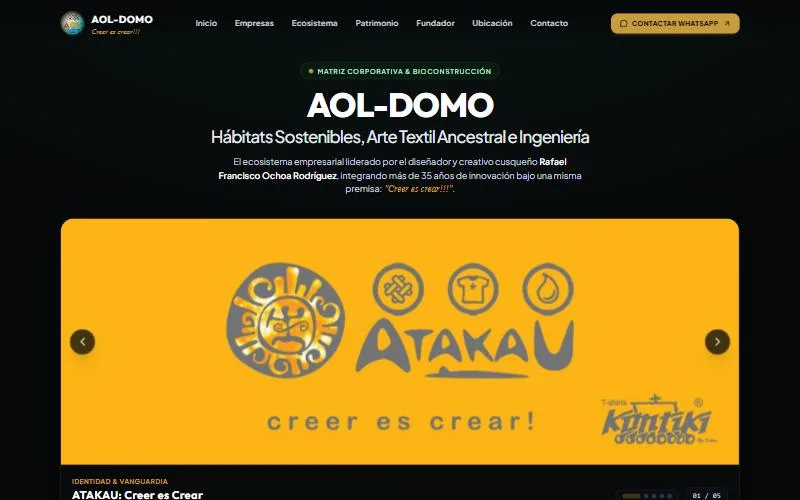 AOL-DOMO
Creer es crear!!!
Inicio Empresas Ecosistema Patrimonio Fundador Ubicación Contacto
CONTACTAR WHATSAPP
MATRIZ CORPORATIVA & BIOCONSTRUCCIÓN
AOL-DOMO
Hábitats Sostenibles, Arte Textil Ancestral e Ingeniería
El ecosistema empresarial liderado por el diseñador y creativo cusqueño Rafael
Francisco Ochoa Rodríguez, integrando más de 35 años de innovación bajo una misma
premisa: "Creer es crear!!!".
ATAKAU
creer es crear!
T-shirts
®
Kuntiki
IDENTIDAD & VANGUARDIA
ATAKAU: Creer es Crear
01 / 05